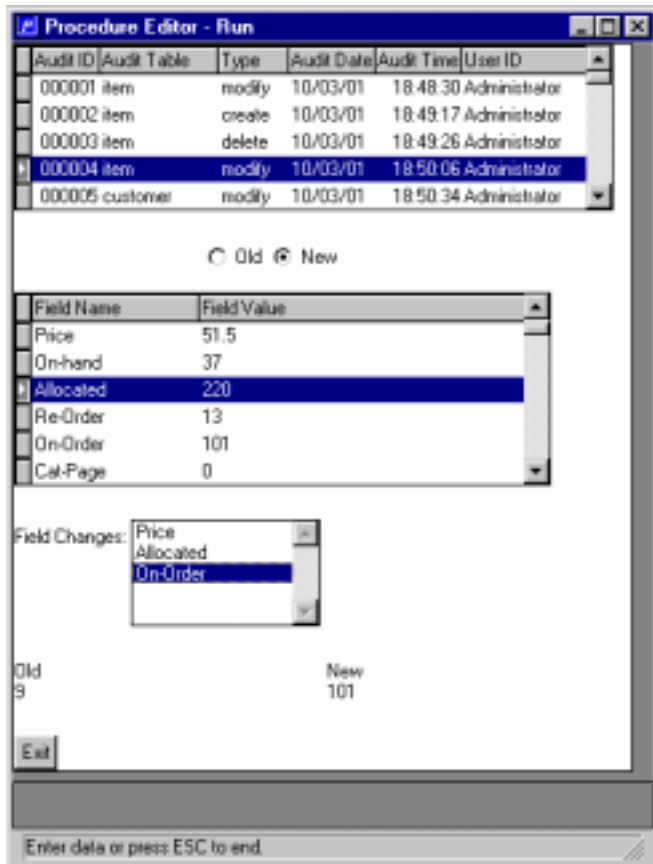 Procedure Editor - Run
Audit ID Audit Table Type Audit Date Audit Time User ID
000001 item modify 10/03/01 18:48:30 Administrator
000002 item create 10/03/01 18:49:17 Administrator
000003 item delete 10/03/01 18:49:26 Administrator
000004 item modify 10/03/01 18:50:06 Administrator
000005 customer modify 10/03/01 18:50:34 Administrator
Old New
Field Name Field Value
Price 51.5
On-hand 37
Allocated 220
Re-Order 13
On-Order 101
Cat-Page 0
Field Changes: Price
Allocated
On-Order
Old New
9 101
Exit
Enter data or press ESC to end.